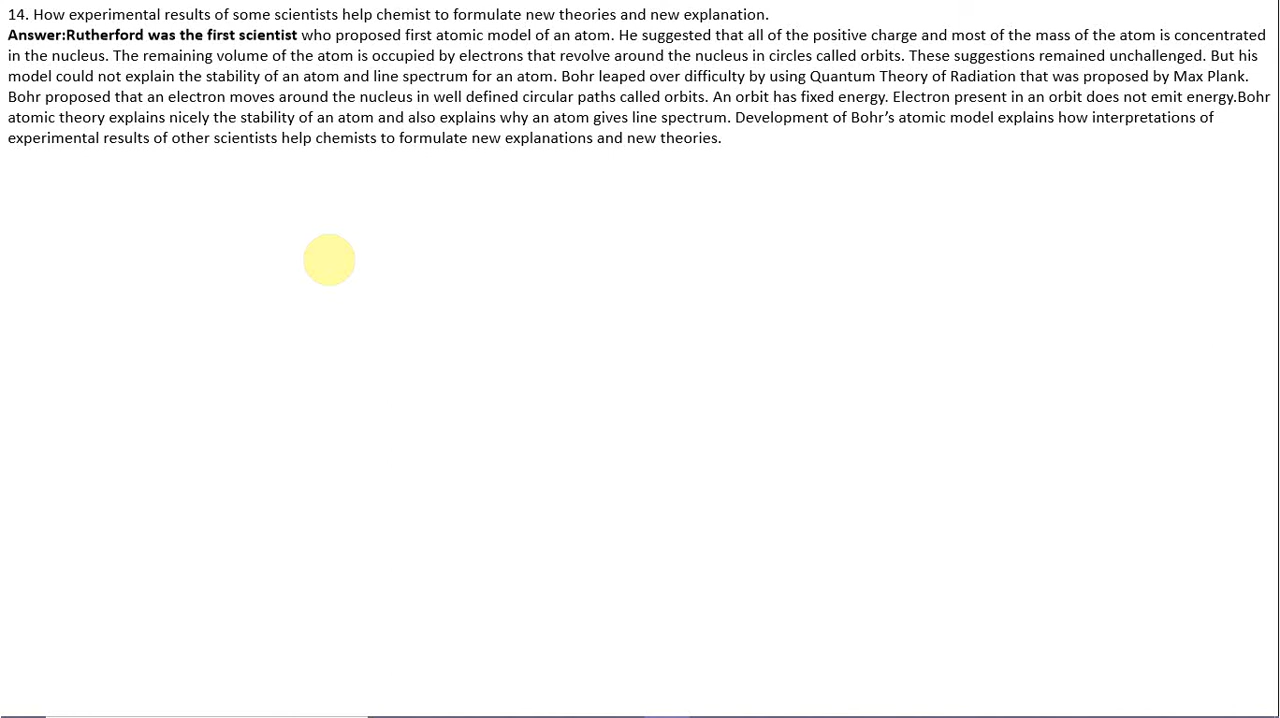 14. How experimental results of some scientists help chemist to formulate new theories and new explanation.
Answer:Rutherford was the first scientist who proposed first atomic model of an atom. He suggested that all of the positive charge and most of the mass of the atom is concentrated
in the nucleus. The remaining volume of the atom is occupied by electrons that revolve around the nucleus in circles called orbits. These suggestions remained unchallenged. But his
model could not explain the stability of an atom and line spectrum for an atom. Bohr leaped over difficulty by using Quantum Theory of Radiation that was proposed by Max Plank.
Bohr proposed that an electron moves around the nucleus in well defined circular paths called orbits. An orbit has fixed energy. Electron present in an orbit does not emit energy.Bohr
atomic theory explains nicely the stability of an atom and also explains why an atom gives line spectrum. Development of Bohr’s atomic model explains how interpretations of
experimental results of other scientists help chemists to formulate new explanations and new theories.